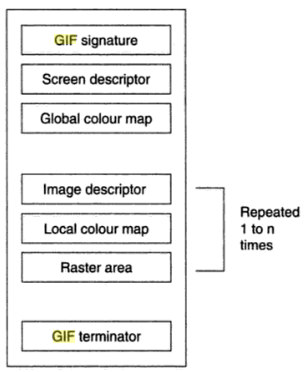 GIF signature
Screen descriptor
Global colour map
Image descriptor
Local colour map
Raster area
Repeated
1 to n
times
GIF terminator